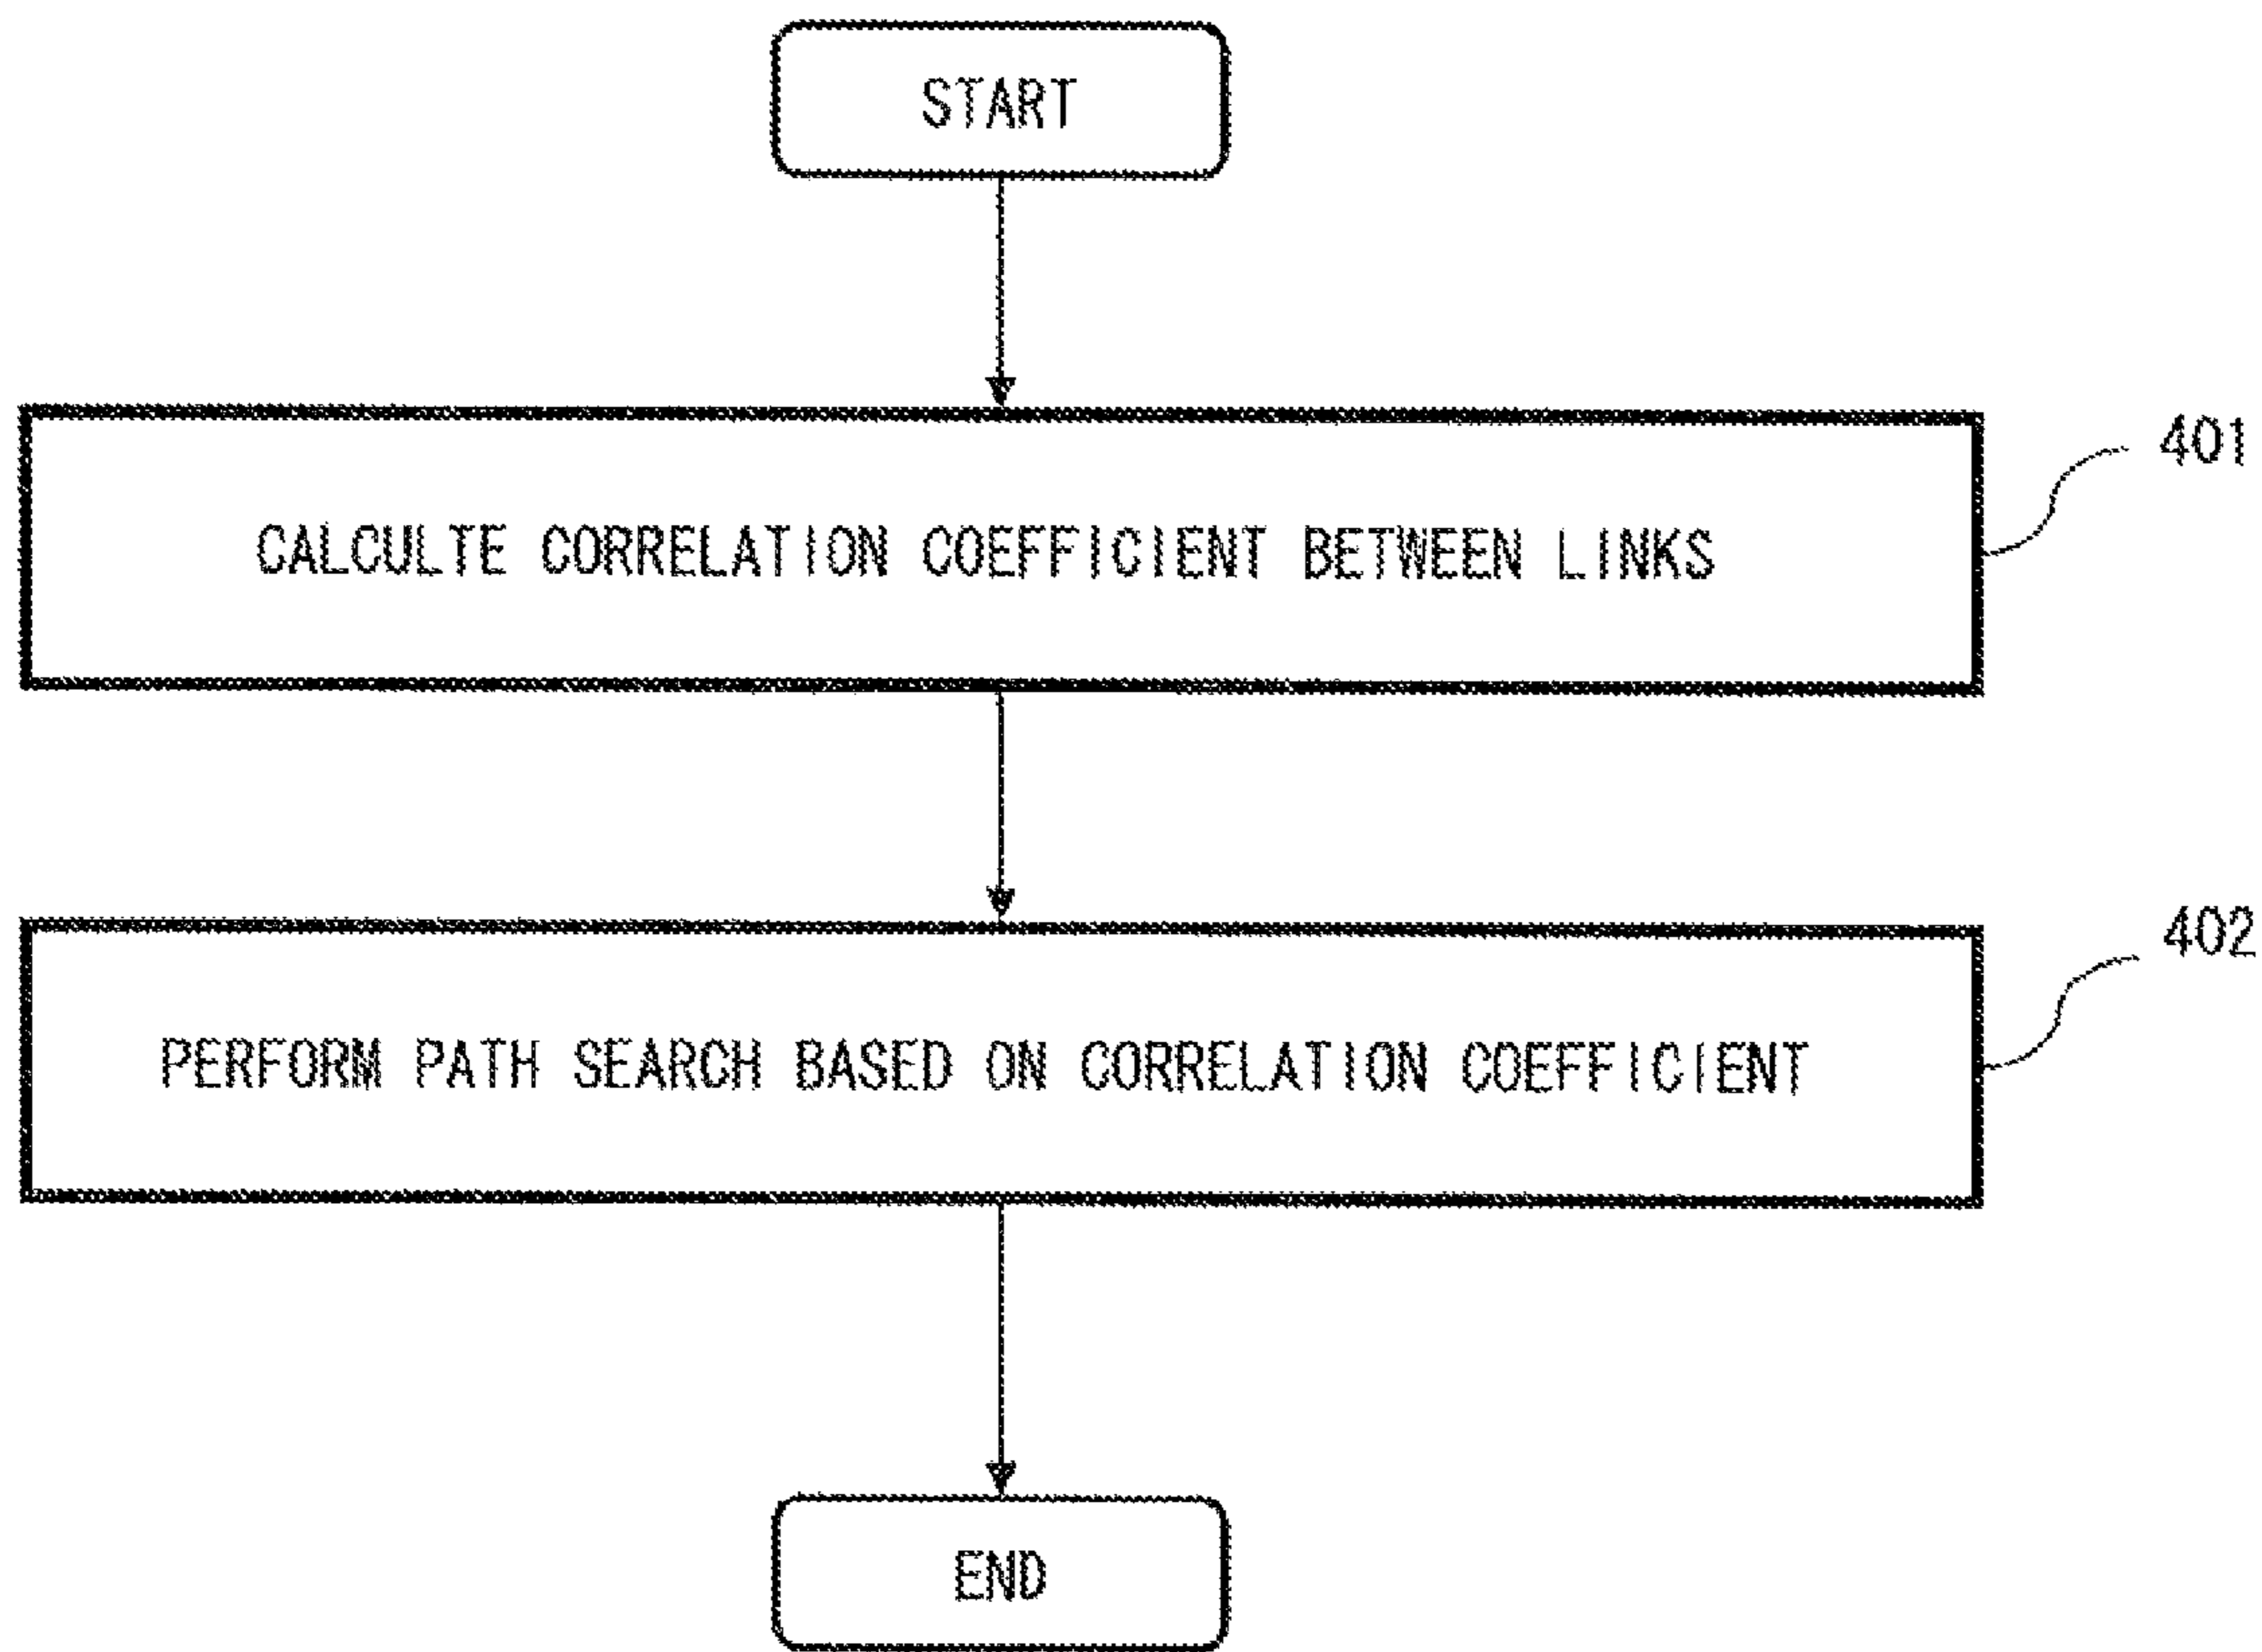 START
401
CALCULTE CORRELATION COEFFICIENT BETWEEN LINKS
402
PERFORM PATH SEARCH BASED ON CORRELATION COEFFICIENT
END